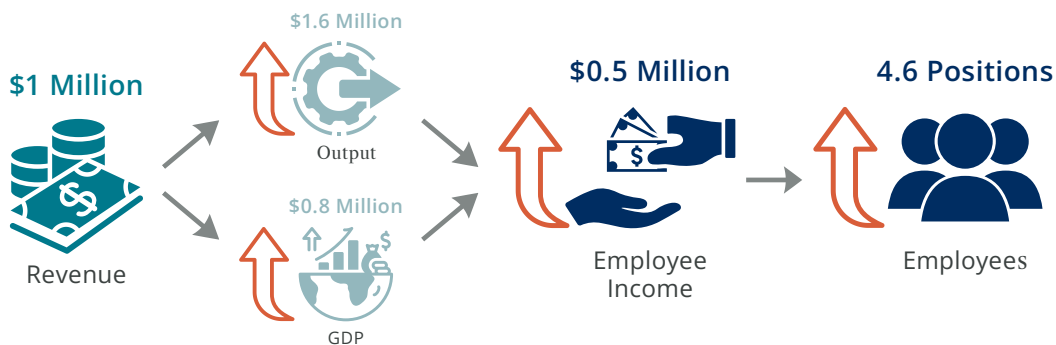 $1 Million
Revenue
$1.6 Million
Output
$0.8 Million
$
GDP
$0.5 Million
$
Employee
Income
4.6 Positions
Employees